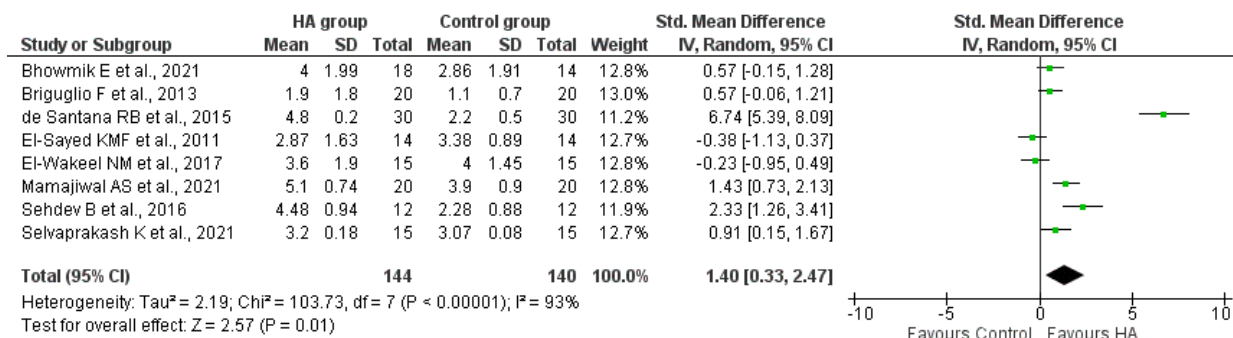 HA group Control group Std. Mean Difference Std. Mean Difference
Study or Subgroup Mean SD Total Mean SD Total Weight IV, Random, 95% CI IV, Random, 95% CI
Bhowmik E et al., 2021 4 1.99 18 2.86 1.91 14 12.8% 0.57 [-0.15, 1.28]
Briguglio F et al., 2013 1.9 1.8 20 1.1 0.7 20 13.0% 0.57 [-0.06, 1.21]
de Santana RB et al., 2015 4.8 0.2 30 2.2 0.5 30 11.2% 6.74 [5.39, 8.09]
El-Sayed KMF et al., 2011 2.87 1.63 14 3.38 0.89 14 12.7% -0.38 [-1.13, 0.37]
El-Wakeel NM et al., 2017 3.6 1.9 15 4 1.45 15 12.8% -0.23 [-0.95, 0.49]
Mamajiwal AS et al., 2021 5.1 0.74 20 3.9 0.9 20 12.8% 1.43 [0.73, 2.13]
Sehdev B et al., 2016 4.48 0.94 12 2.28 0.88 12 11.9% 2.33 [1.26, 3.41]
Selvaprakash K et al., 2021 3.2 0.18 15 3.07 0.08 15 12.7% 0.91 [0.15, 1.67]
Total (95% CI) 144 140 100.0% 1.40 [0.33, 2.47]
Heterogeneity: Tau² = 2.19; Chi² = 103.73, df = 7 (P < 0.00001); I² = 93%
Test for overall effect: Z = 2.57 (P = 0.01)
-10 -5 0 5 10
Favours Control Favours HA